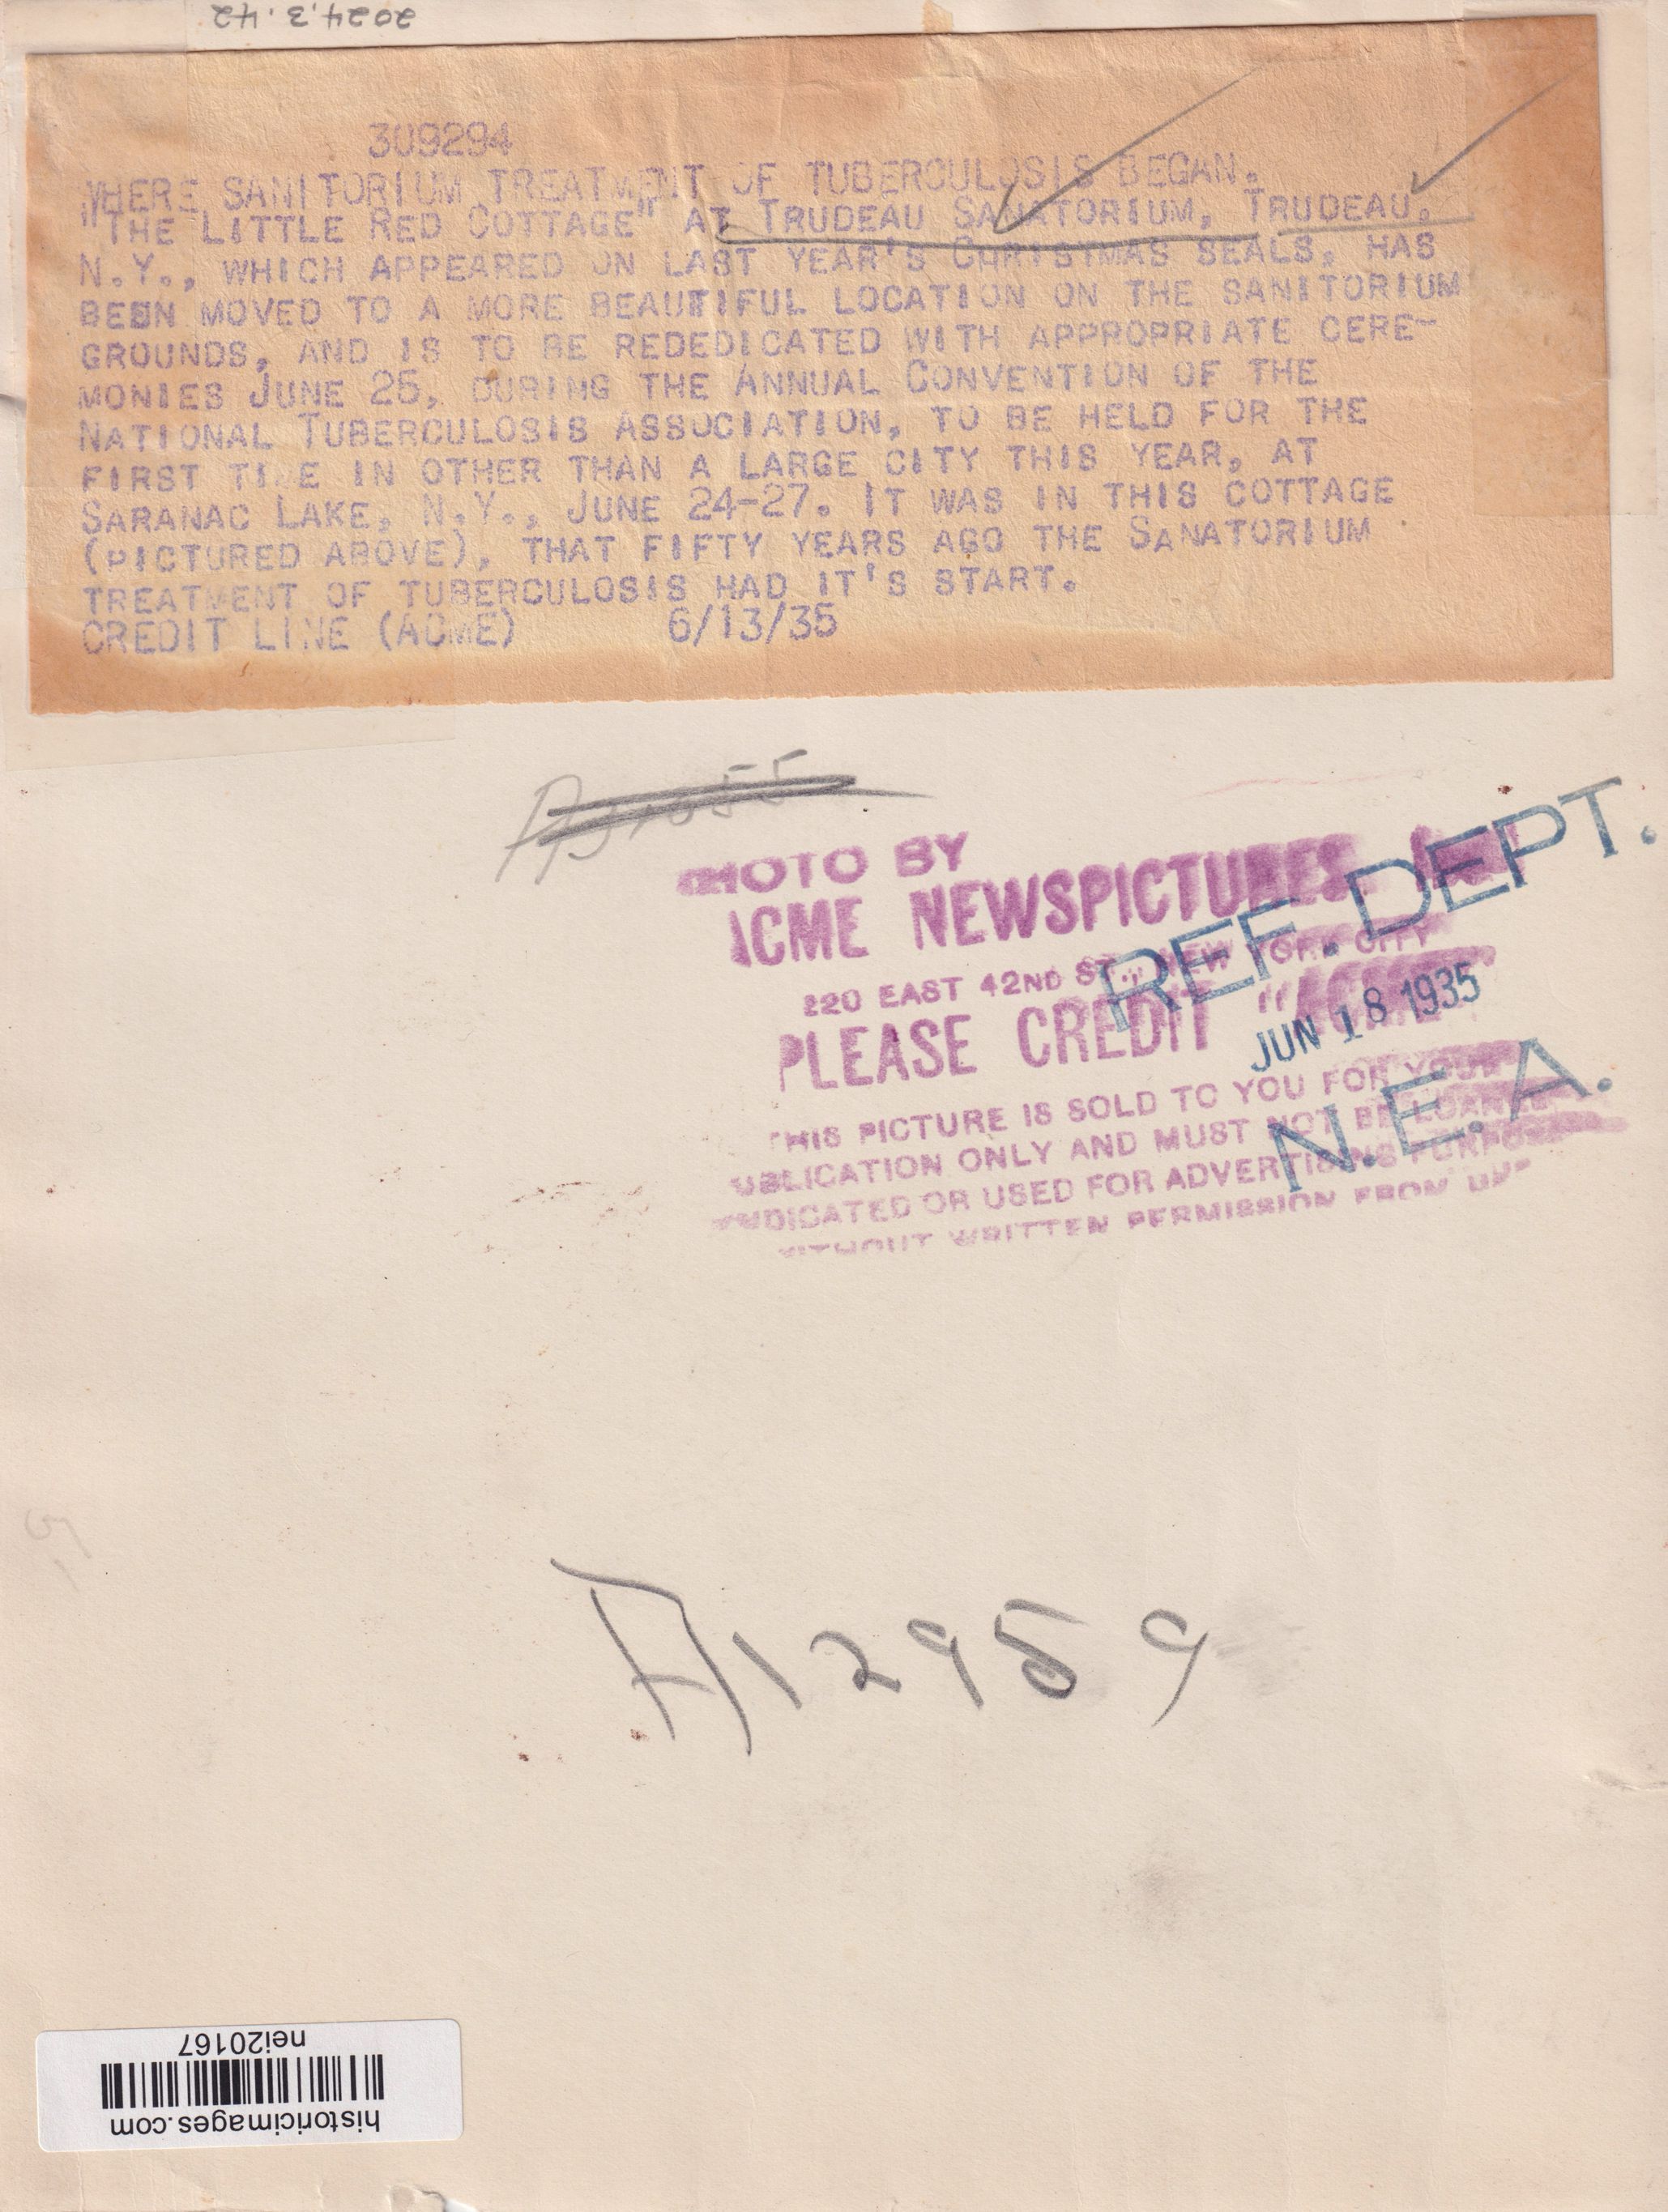 2024.3.42
309294
WHERE SANITORIUM TREATMENT OF TUBERCULOSIS BEGAN.
"THE LITTLE RED COTTAGE" AT TRUDEAU SANATORIUM, TRUDEAU,
N.Y., WHICH APPEARED ON LAST YEAR'S CHRISTMAS SEALS, HAS
BEEN MOVED TO A MORE BEAUTIFUL LOCATION ON THE SANITORIUM
GROUNDS, AND IS TO BE REDEDICATED WITH APPROPRIATE CERE-
MONIES JUNE 25, DURING THE ANNUAL CONVENTION OF THE
NATIONAL TUBERCULOSIS ASSOCIATION, TO BE HELD FOR THE
FIRST TIME IN OTHER THAN A LARGE CITY THIS YEAR, AT
SARANAC LAKE, N.Y., JUNE 24-27. IT WAS IN THIS COTTAGE
(PICTURED ABOVE), THAT FIFTY YEARS AGO THE SANATORIUM
TREATMENT OF TUBERCULOSIS HAD IT'S START.
CREDIT LINE (ACME) 6/13/35
PHOTO BY
ACME NEWSPICTURES
220 EAST 42ND ST., NEW YORK CITY
PLEASE CREDIT "ACME"
THIS PICTURE IS SOLD TO YOU FOR YOUR
PUBLICATION ONLY AND MUST NOT BE LOANED
SYNDICATED OR USED FOR ADVERTISING PURPOSES
WITHOUT WRITTEN PERMISSION FROM US
REF. DEPT.
JUN 18 1935
N.E.A.
A12959
historicimages.com
nei20167